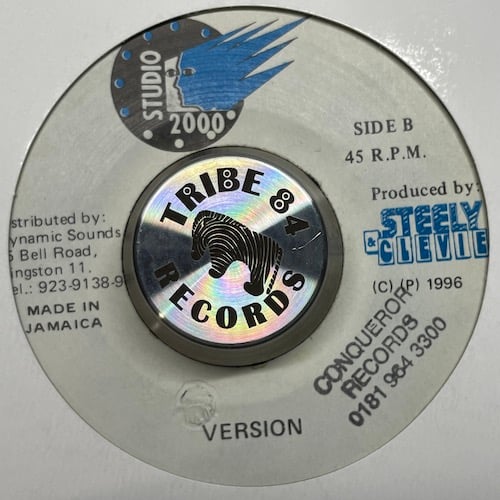 STUDIO
2000
SIDE B
45 R.P.M.
Produced by:
STEELY
& CLEVIE
(C) (P) 1996
istributed by:
ynamic Sounds
Bell Road,
ingston 11.
el.: 923-9138-9
MADE IN
JAMAICA
TRIBE 84
RECORDS
CONQUEROR
RECORDS
0181 964 3300
VERSION